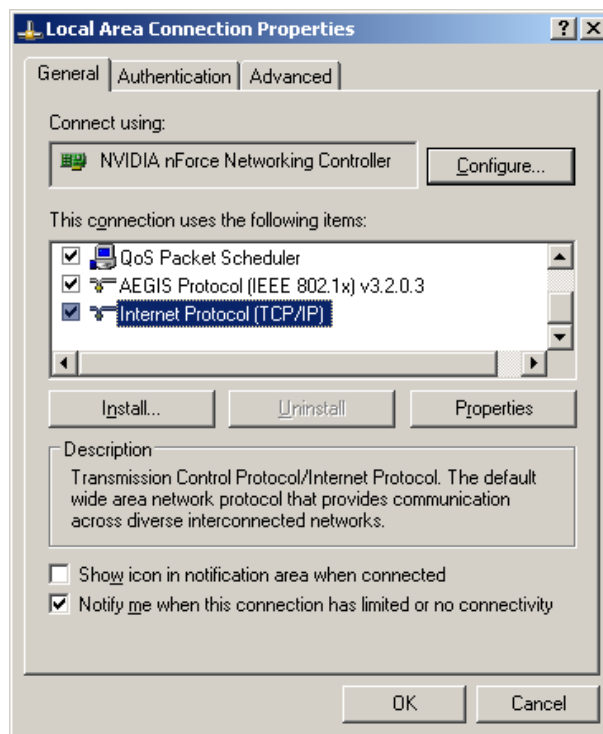 Local Area Connection Properties
General Authentication Advanced
Connect using:
NVIDIA nForce Networking Controller Configure...
This connection uses the following items:
QoS Packet Scheduler
AEGIS Protocol (IEEE 802.1x) v3.2.0.3
Internet Protocol (TCP/IP)
Install... Uninstall Properties
Description
Transmission Control Protocol/Internet Protocol. The default
wide area network protocol that provides communication
across diverse interconnected networks.
Show icon in notification area when connected
Notify me when this connection has limited or no connectivity
OK Cancel